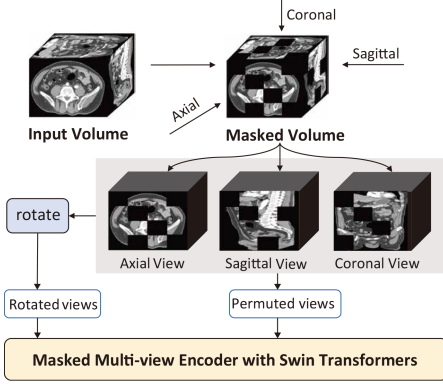 Coronal
Sagittal
Axial
Input Volume
Masked Volume
rotate
Axial View
Sagittal View
Coronal View
Rotated views
Permuted views
Masked Multi-view Encoder with Swin Transformers